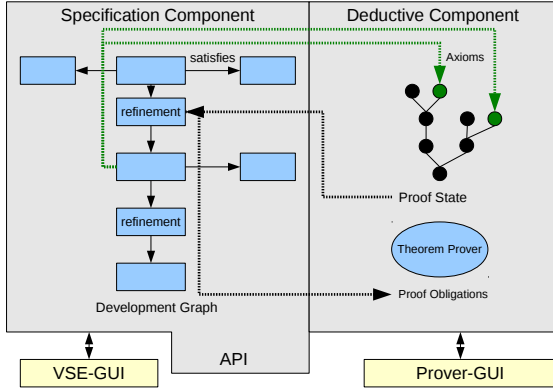 Specification Component
Deductive Component
satisfies
Axioms
refinement
Proof State
refinement
Theorem Prover
Proof Obligations
Development Graph
API
VSE-GUI
Prover-GUI